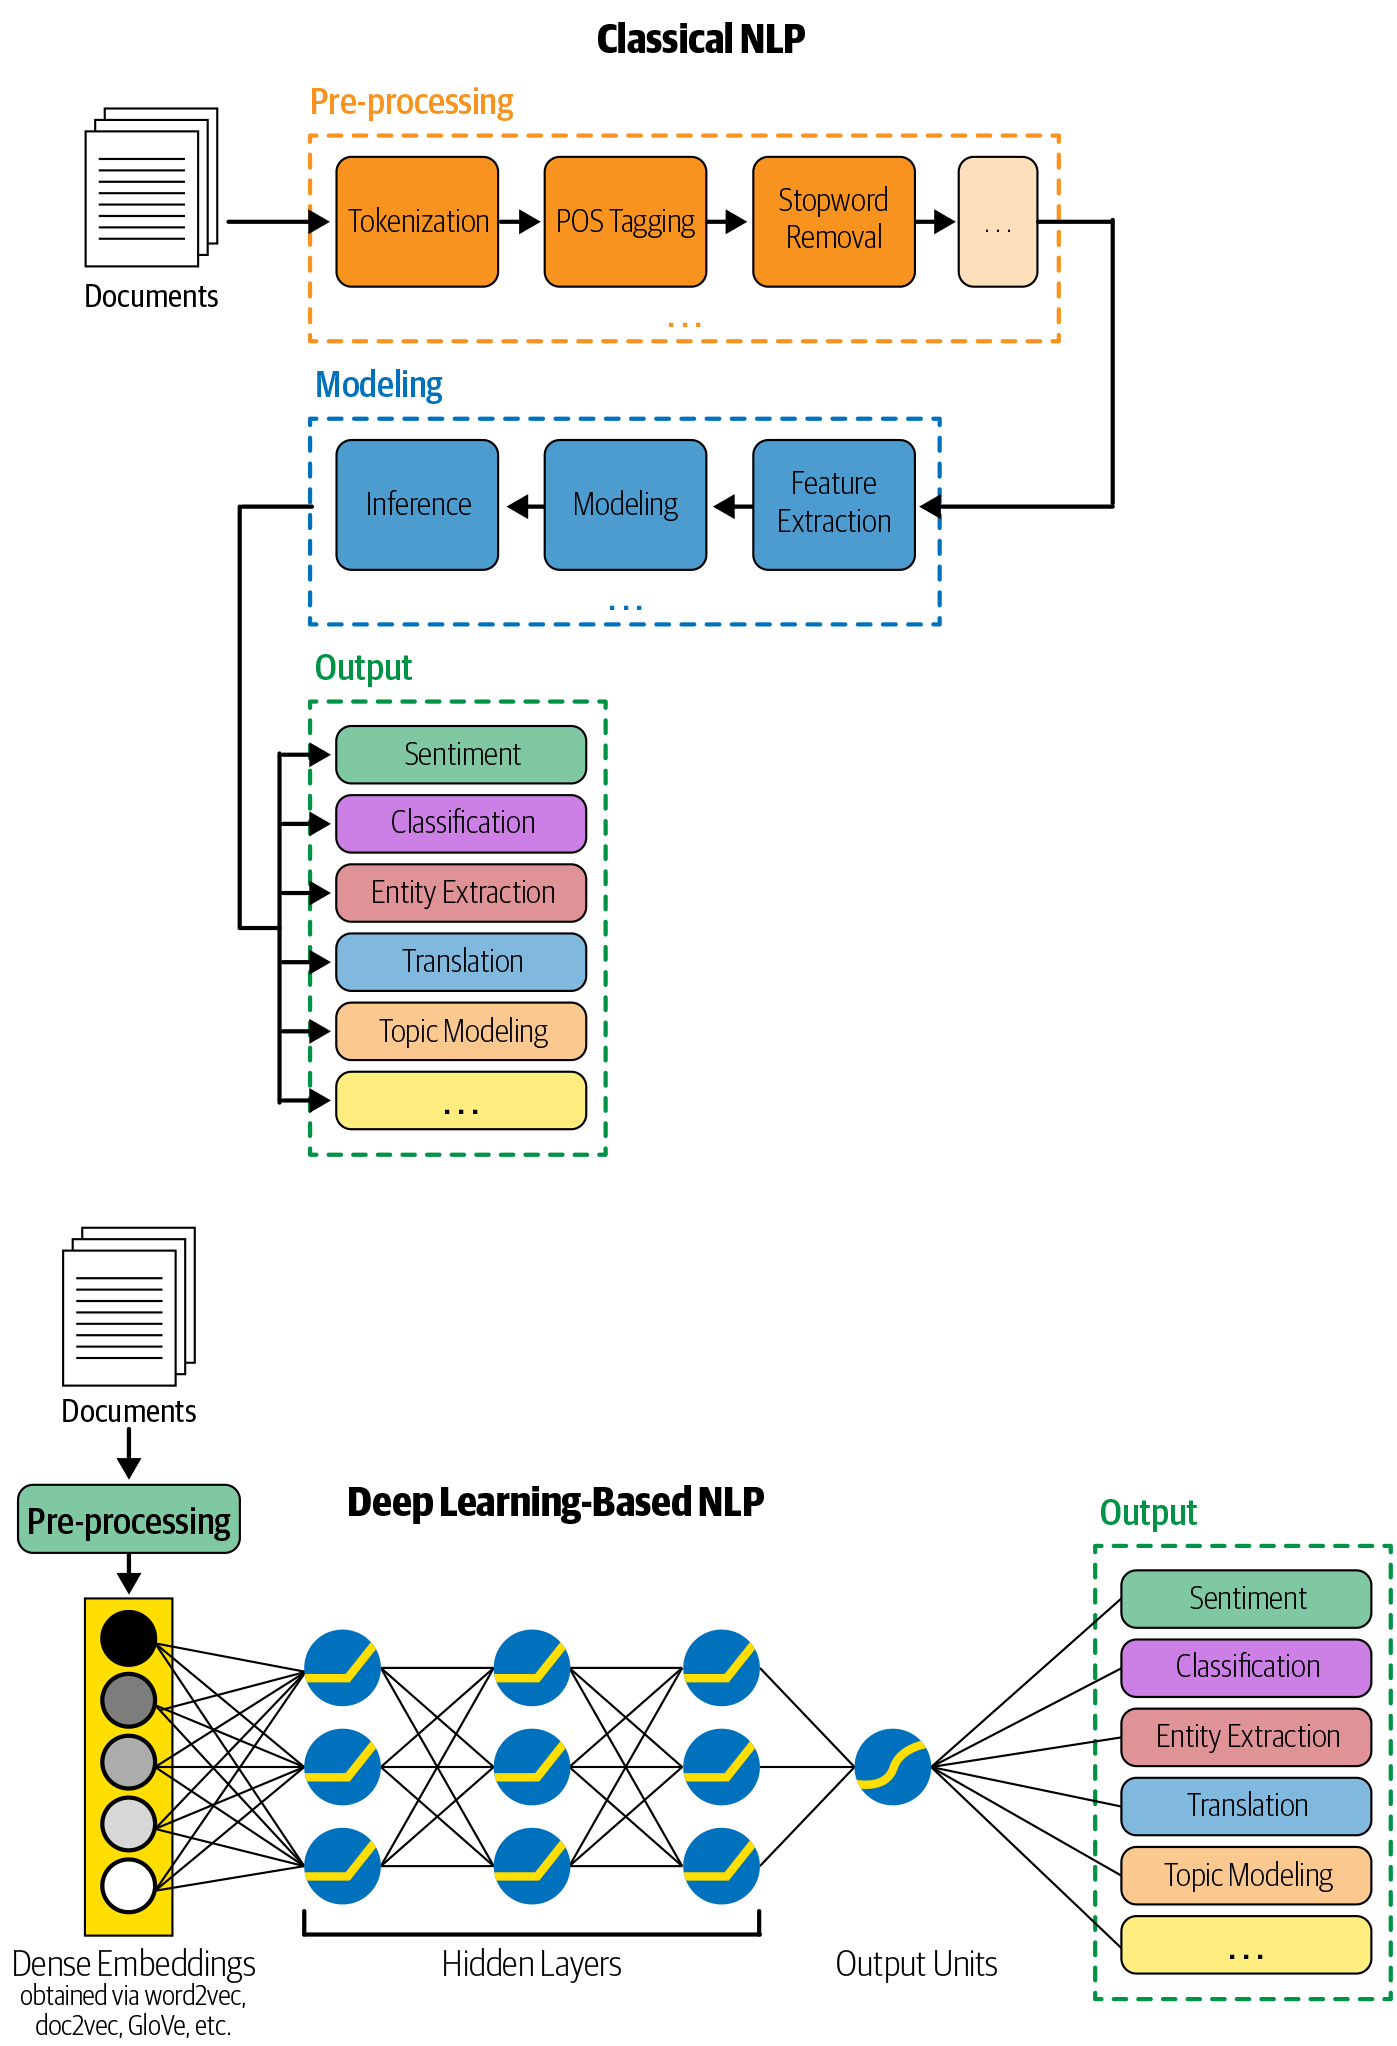 Classical NLP
Pre-processing
Documents
Tokenization
POS Tagging
Stopword
Removal
...
...
Modeling
Inference
Modeling
Feature
Extraction
...
Output
Sentiment
Classification
Entity Extraction
Translation
Topic Modeling
...
Documents
Pre-processing
Deep Learning-Based NLP
Output
Sentiment
Classification
Entity Extraction
Translation
Topic Modeling
...
Dense Embeddings
obtained via word2vec,
doc2vec, GloVe, etc.
Hidden Layers
Output Units